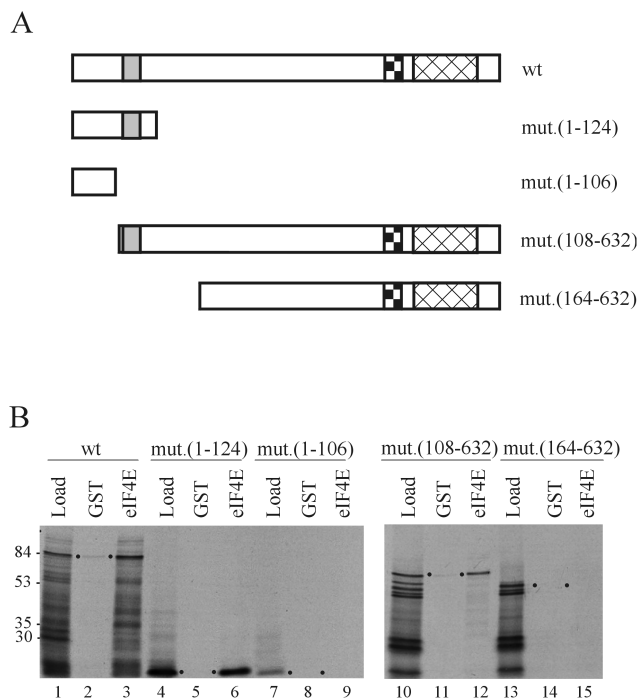 A
wt
mut.(1-124)
mut.(1-106)
mut.(108-632)
mut.(164-632)
B
wt mut.(1-124) mut.(1-106) mut.(108-632) mut.(164-632)
Load GST eIF4E Load GST eIF4E Load GST eIF4E Load GST eIF4E Load GST eIF4E
84
53
35
30
1 2 3 4 5 6 7 8 9 10 11 12 13 14 15